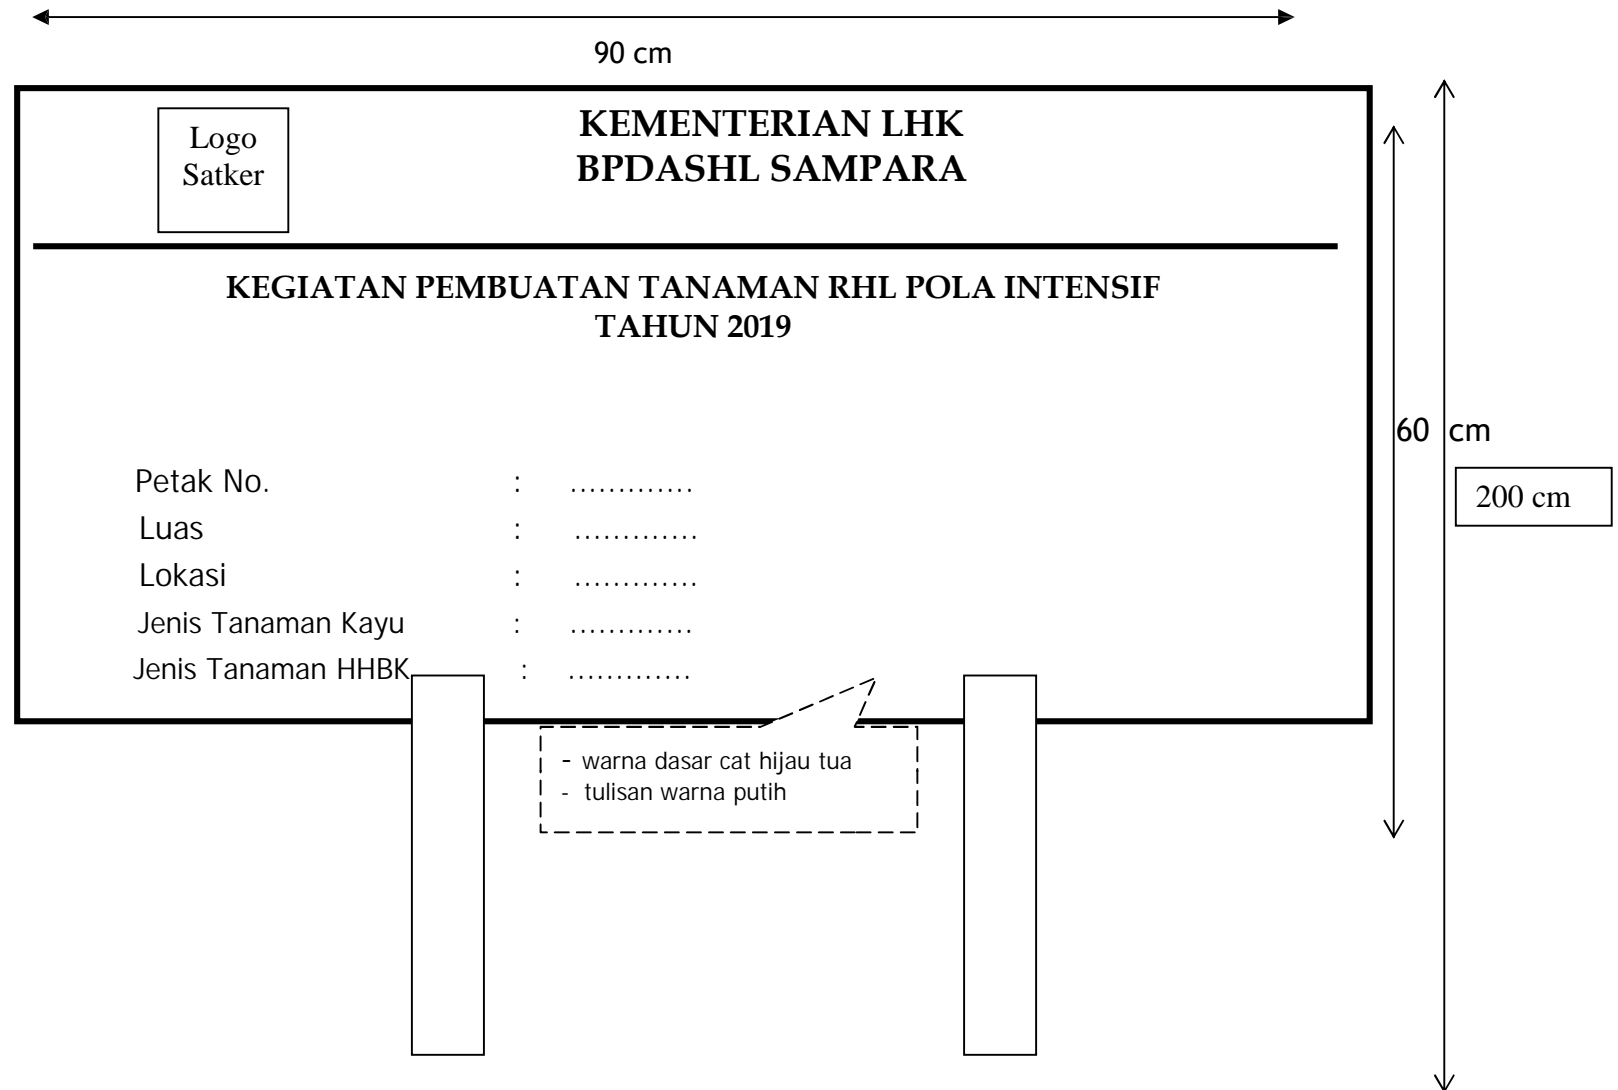 90 cm
Logo
Satker
KEMENTERIAN LHK
BPDASHL SAMPARA
KEGIATAN PEMBUATAN TANAMAN RHL POLA INTENSIF
TAHUN 2019
60 cm
200 cm
Petak No. : .............
Luas : .............
Lokasi : .............
Jenis Tanaman Kayu : .............
Jenis Tanaman HHBK : .............
- warna dasar cat hijau tua
- tulisan warna putih